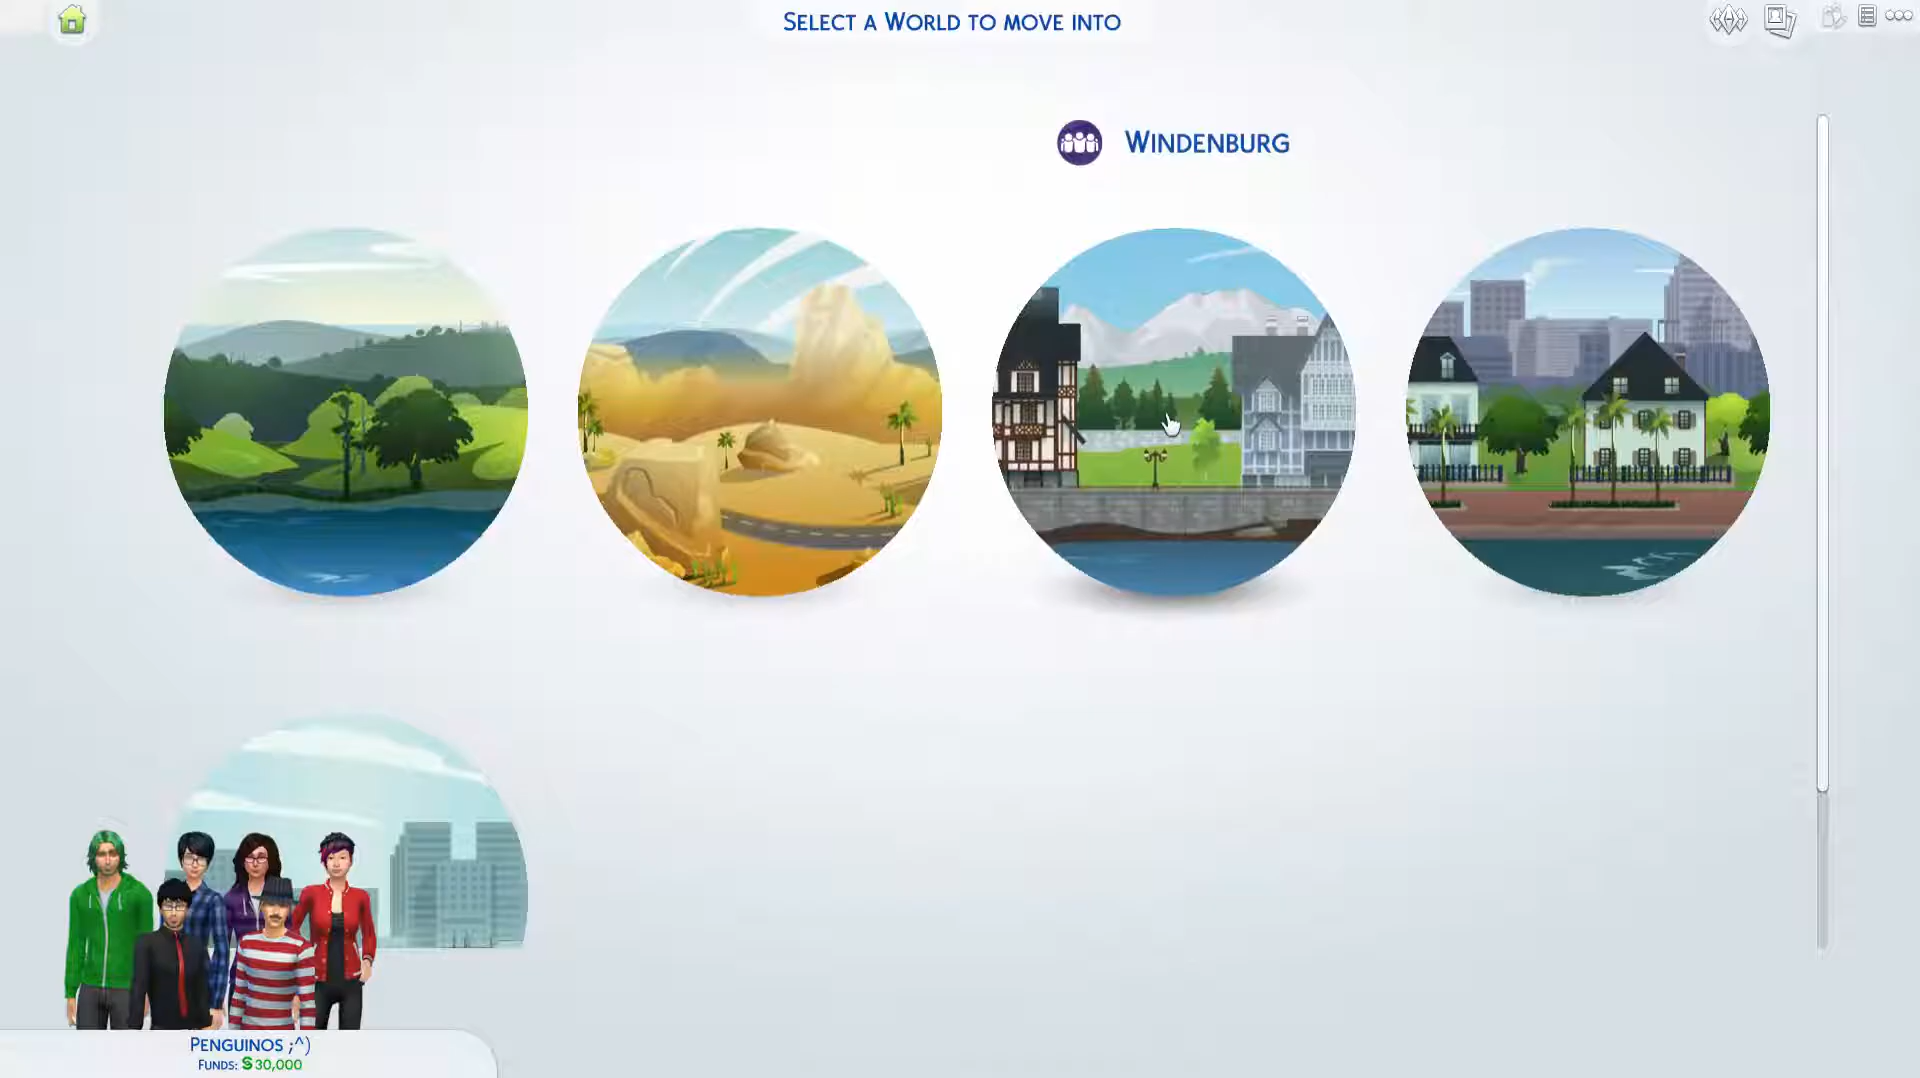 Select a World to move into
Windenburg
Penguinos ;^)
Funds: §30,000